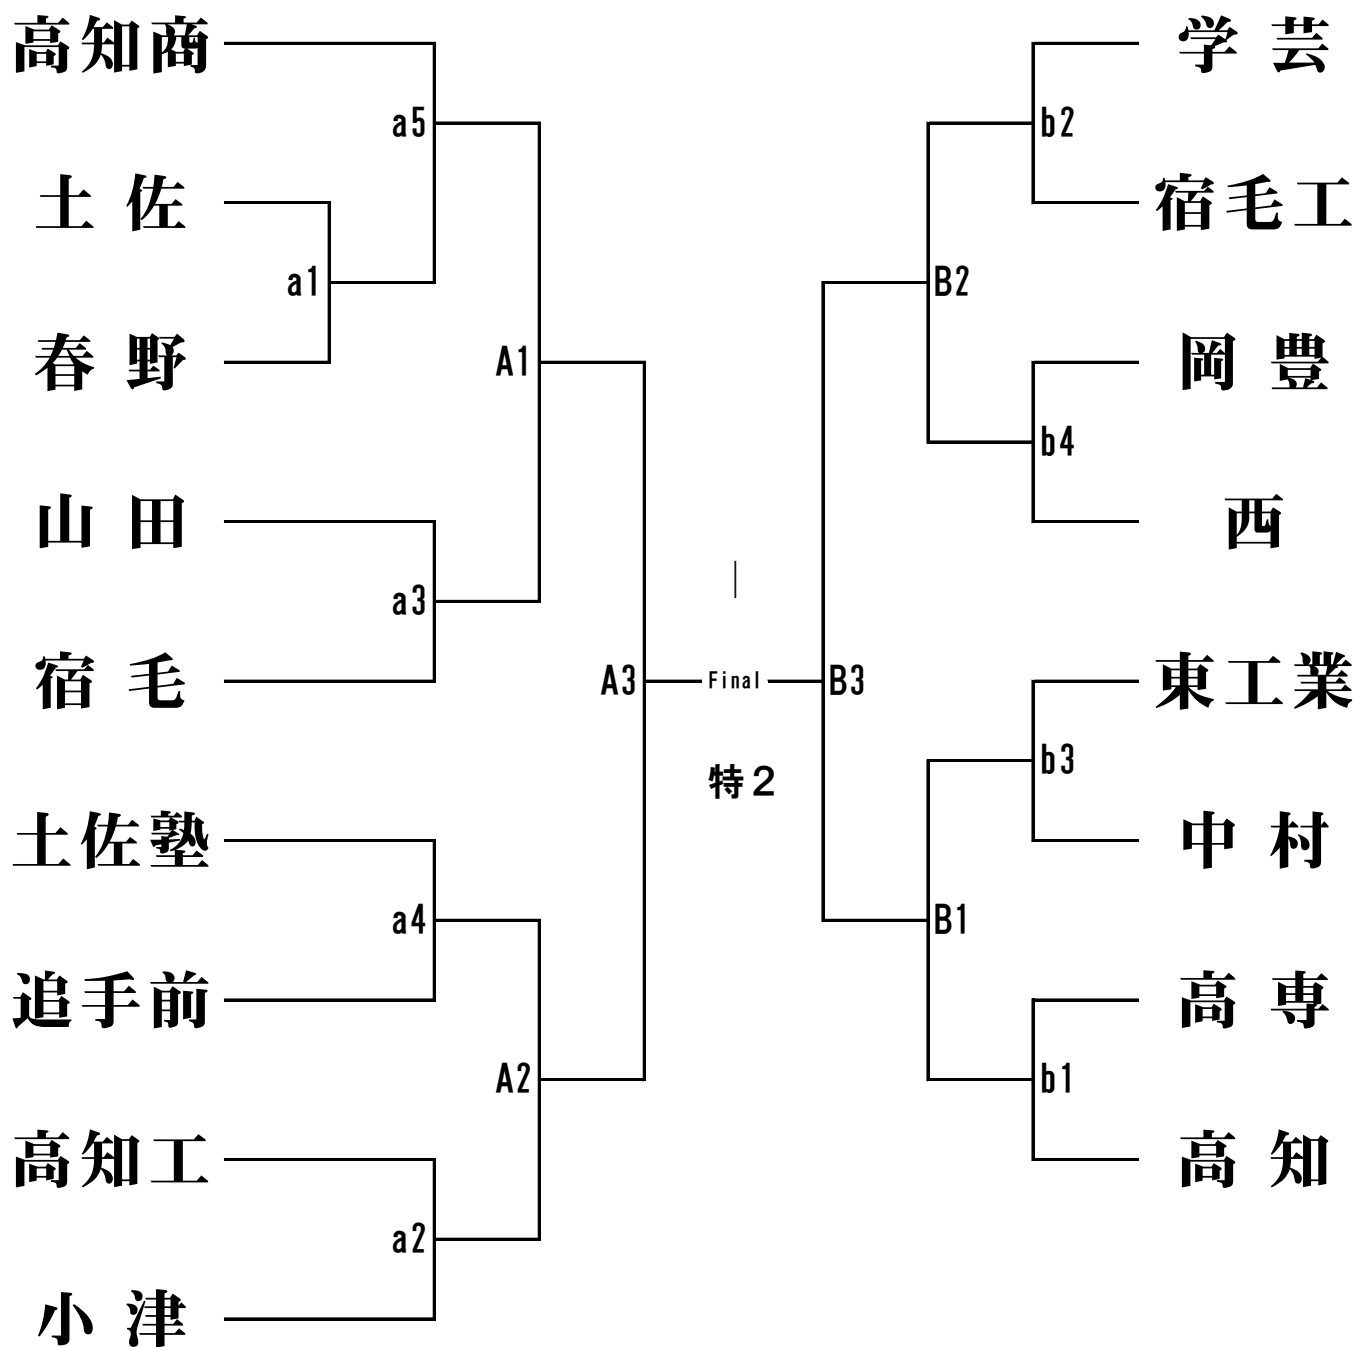 高知商
a5
土佐
a1
春野
A1
山田
a3
宿毛
A3
土佐塾
a4
追手前
A2
高知工
a2
小津
Final
特2
学芸
b2
宿毛工
B2
岡豊
b4
西
B3
東工業
b3
中村
B1
高専
b1
高知